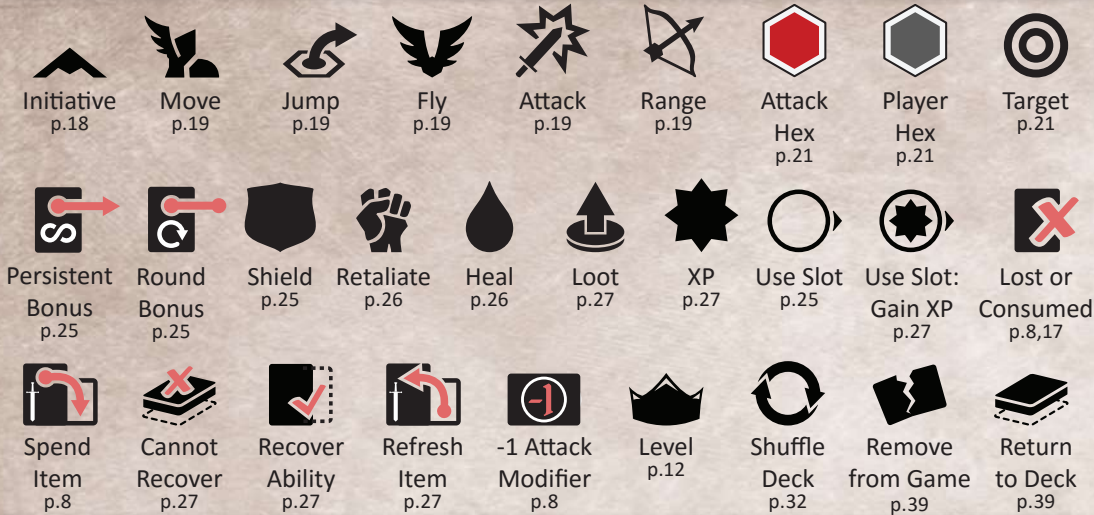 Initiative
p.18
Move
p.19
Jump
p.19
Fly
p.19
Attack
p.19
Range
p.19
Attack
Hex
p.21
Player
Hex
p.21
Target
p.21
Persistent
Bonus
p.25
Round
Bonus
p.25
Shield
p.25
Retaliate
p.26
Heal
p.26
Loot
p.27
XP
p.27
Use Slot
p.25
Use Slot:
Gain XP
p.27
Lost or
Consumed
p.8,17
Spend
Item
p.8
Cannot
Recover
p.27
Recover
Ability
p.27
Refresh
Item
p.27
-1
-1 Attack
Modifier
p.8
Level
p.12
Shuffle
Deck
p.32
Remove
from Game
p.39
Return
to Deck
p.39